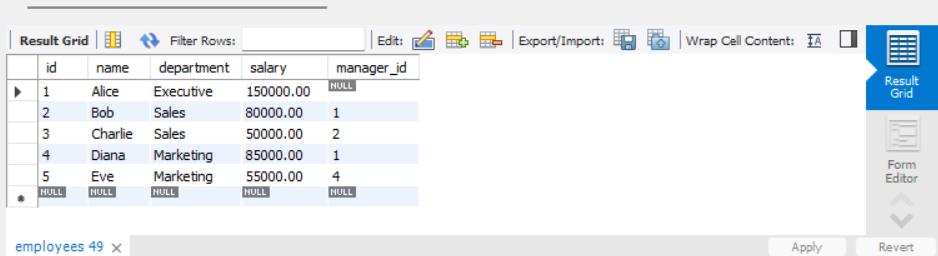 Result Grid Filter Rows: Edit: Export/Import: Wrap Cell Content: IA
id name department salary manager_id
1 Alice Executive 150000.00 NULL
2 Bob Sales 80000.00 1
3 Charlie Sales 50000.00 2
4 Diana Marketing 85000.00 1
5 Eve Marketing 55000.00 4
NULL NULL NULL NULL NULL
Result
Grid
Form
Editor
employees 49 Apply Revert